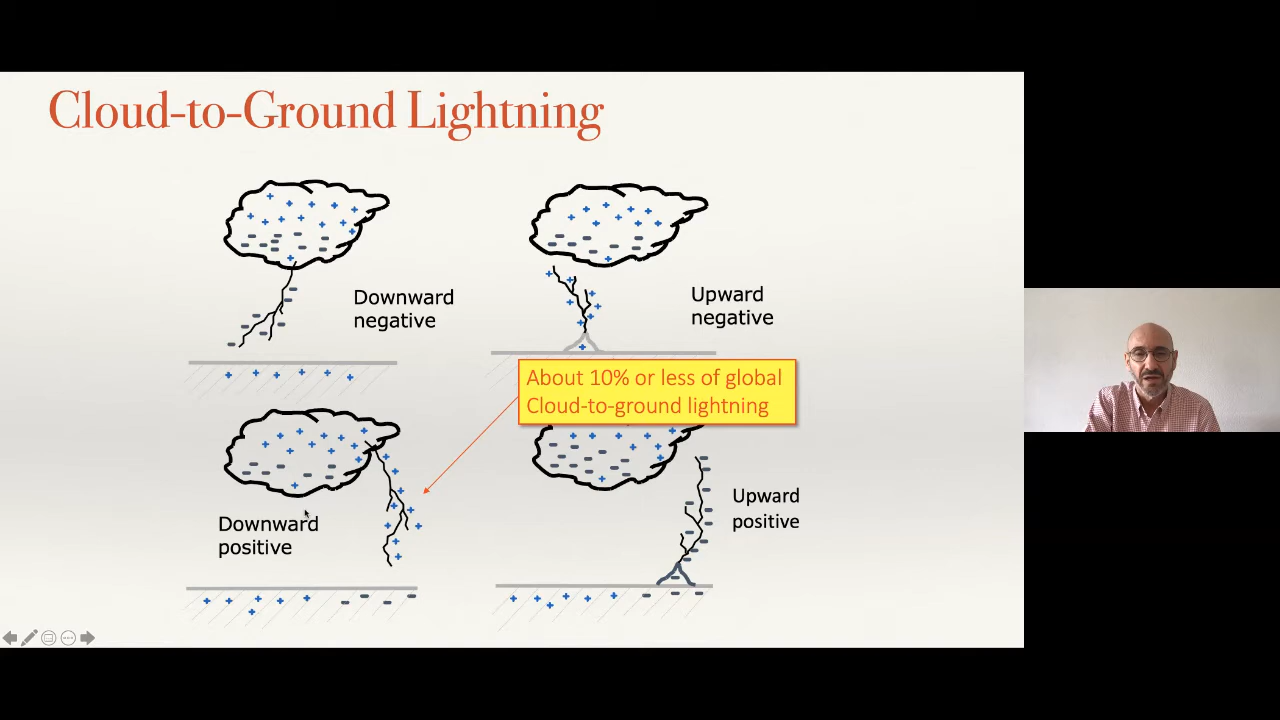 Cloud-to-Ground Lightning
Downward
negative
Upward
negative
About 10% or less of global
Cloud-to-ground lightning
Downward
positive
Upward
positive